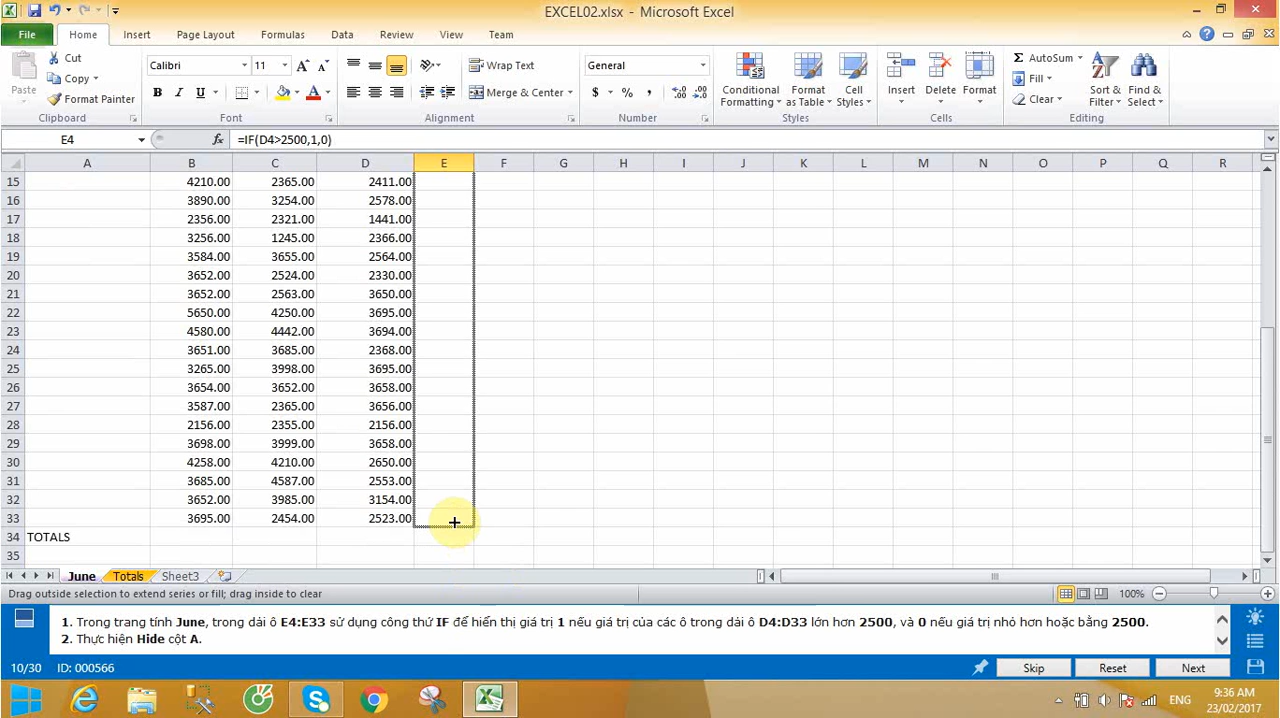 EXCEL02.xlsx - Microsoft Excel
File Home Insert Page Layout Formulas Data Review View Team
Paste Cut Copy Format Painter Clipboard
Calibri 11 B I U A Font
Wrap Text Merge & Center Alignment
General $ % , Number
Conditional Formatting Format as Table Cell Styles Styles
Insert Delete Format Cells
AutoSum Fill Clear Sort & Filter Find & Select Editing
E4 fx =IF(D4>2500,1,0)
A B C D E F G H I J K L M N O P Q R
15 4210.00 2365.00 2411.00
16 3890.00 3254.00 2578.00
17 2356.00 2321.00 1441.00
18 3256.00 1245.00 2366.00
19 3584.00 3655.00 2564.00
20 3652.00 2524.00 2330.00
21 3652.00 2563.00 3650.00
22 5650.00 4250.00 3695.00
23 4580.00 4442.00 3694.00
24 3651.00 3685.00 2368.00
25 3265.00 3998.00 3695.00
26 3654.00 3652.00 3658.00
27 3587.00 2365.00 3656.00
28 2156.00 2355.00 2156.00
29 3698.00 3999.00 3658.00
30 4258.00 4210.00 2650.00
31 3685.00 4587.00 2553.00
32 3652.00 3985.00 3154.00
33 3695.00 2454.00 2523.00
34 TOTALS
35
June Totals Sheet3
Drag outside selection to extend series or fill; drag inside to clear 100%
1. Trong trang tính June, trong dải ô E4:E33 sử dụng công thứ IF để hiển thị giá trị 1 nếu giá trị của các ô trong dải ô D4:D33 lớn hơn 2500, và 0 nếu giá trị nhỏ hơn hoặc bằng 2500.
2. Thực hiện Hide cột A.
10/30 ID: 000566 Skip Reset Next
ENG 9:36 AM
23/02/2017